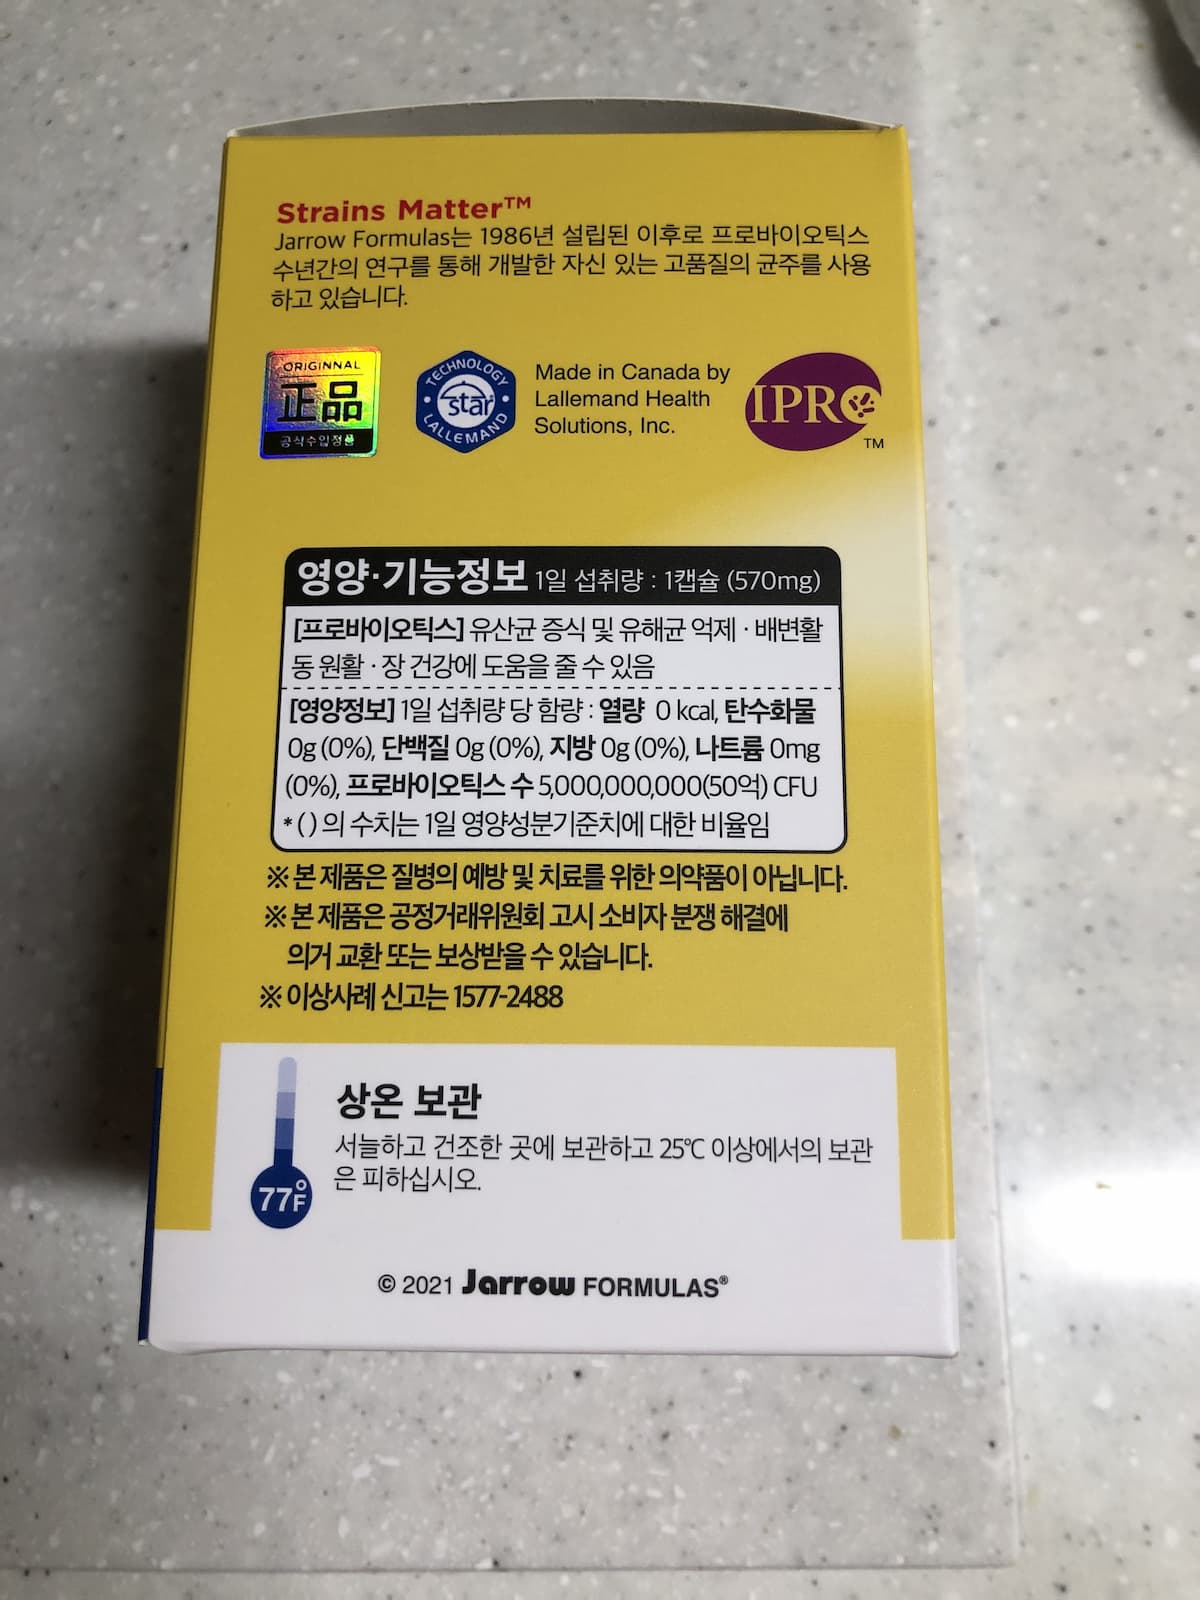 Strains Matter™
Jarrow Formulas는 1986년 설립된 이후로 프로바이오틱스
수년간의 연구를 통해 개발한 자신 있는 고품질의 균주를 사용
하고 있습니다.
ORIGINNAL
正品
공식수입정품
TECHNOLOGY
star
LALLEMAND
Made in Canada by
Lallemand Health
Solutions, Inc.
IPRO
TM
영양·기능정보 1일 섭취량 : 1캡슐 (570mg)
[프로바이오틱스] 유산균 증식 및 유해균 억제 · 배변활
동 원활 · 장 건강에 도움을 줄 수 있음
[영양정보] 1일 섭취량 당 함량 : 열량 0 kcal, 탄수화물
0g (0%), 단백질 0g (0%), 지방 0g (0%), 나트륨 0mg
(0%), 프로바이오틱스 수 5,000,000,000(50억) CFU
* ( ) 의 수치는 1일 영양성분기준치에 대한 비율임
※ 본 제품은 질병의 예방 및 치료를 위한 의약품이 아닙니다.
※ 본 제품은 공정거래위원회 고시 소비자 분쟁 해결에
의거 교환 또는 보상받을 수 있습니다.
※ 이상사례 신고는 1577-2488
상온 보관
서늘하고 건조한 곳에 보관하고 25℃ 이상에서의 보관
은 피하십시오.
77°F
© 2021 Jarrow FORMULAS®